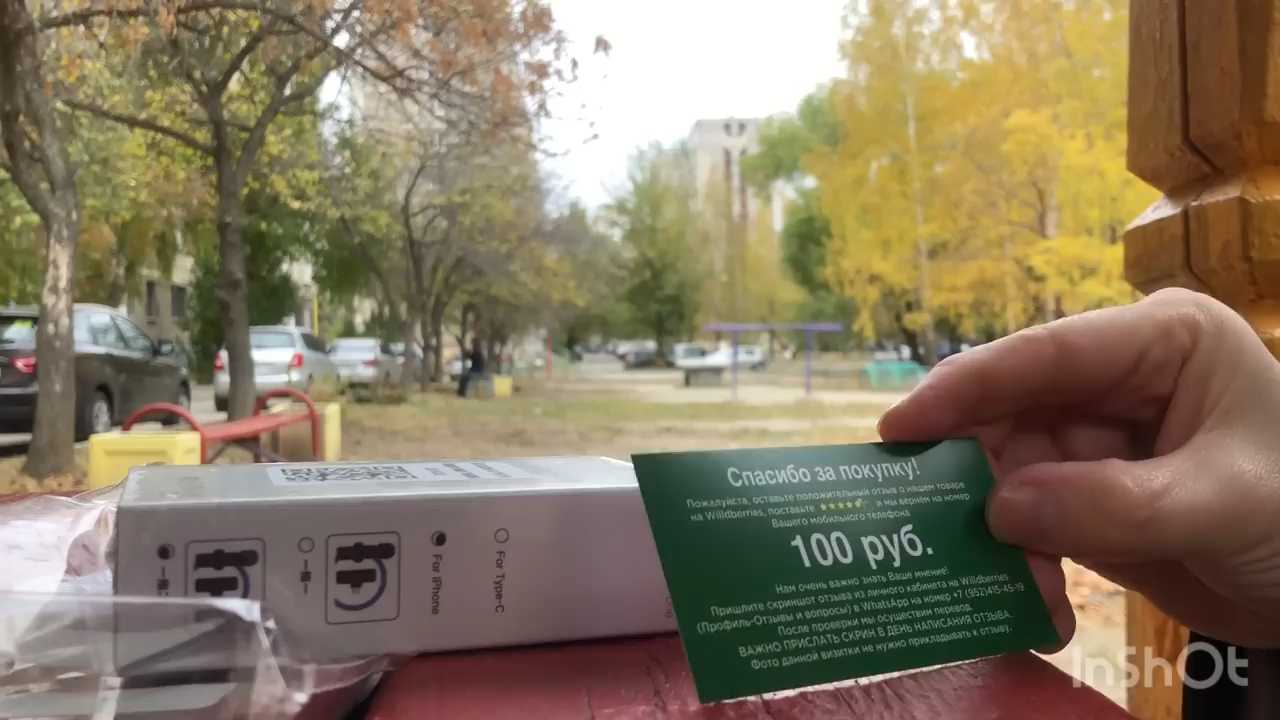 Спасибо за покупку!
Пожалуйста, оставьте положительный отзыв о нашем товаре
на Willdberries, поставьте ★★★★★ и мы вернём на номер
Вашего мобильного телефона
100 руб.
Нам очень важно знать Ваше мнение!
Пришлите скриншот отзыва из личного кабинета на Willdberries
(Профиль-Отзывы и вопросы) в WhatsApp на номер +7 (952)415-45-19.
После проверки мы осуществим перевод.
ВАЖНО ПРИСЛАТЬ СКРИН В ДЕНЬ НАПИСАНИЯ ОТЗЫВА.
Фото данной визитки не нужно прикладывать к отзыву.
For iPhone
For Type-C
InShOt